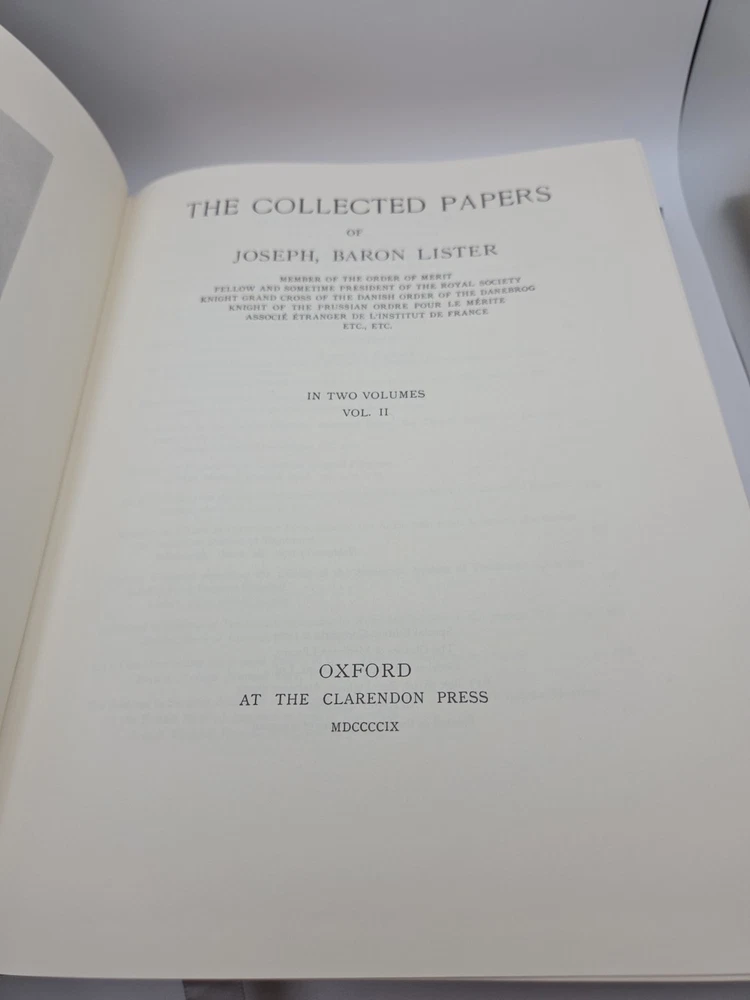 THE COLLECTED PAPERS
OF
JOSEPH, BARON LISTER
MEMBER OF THE ORDER OF MERIT
FELLOW AND SOMETIME PRESIDENT OF THE ROYAL SOCIETY
KNIGHT GRAND CROSS OF THE DANISH ORDER OF THE DANEBROG
KNIGHT OF THE PRUSSIAN ORDRE POUR LE MÉRITE
ASSOCIÉ ÉTRANGER DE L'INSTITUT DE FRANCE
ETC., ETC.
IN TWO VOLUMES
VOL. II
OXFORD
AT THE CLARENDON PRESS
MDCCCCIX